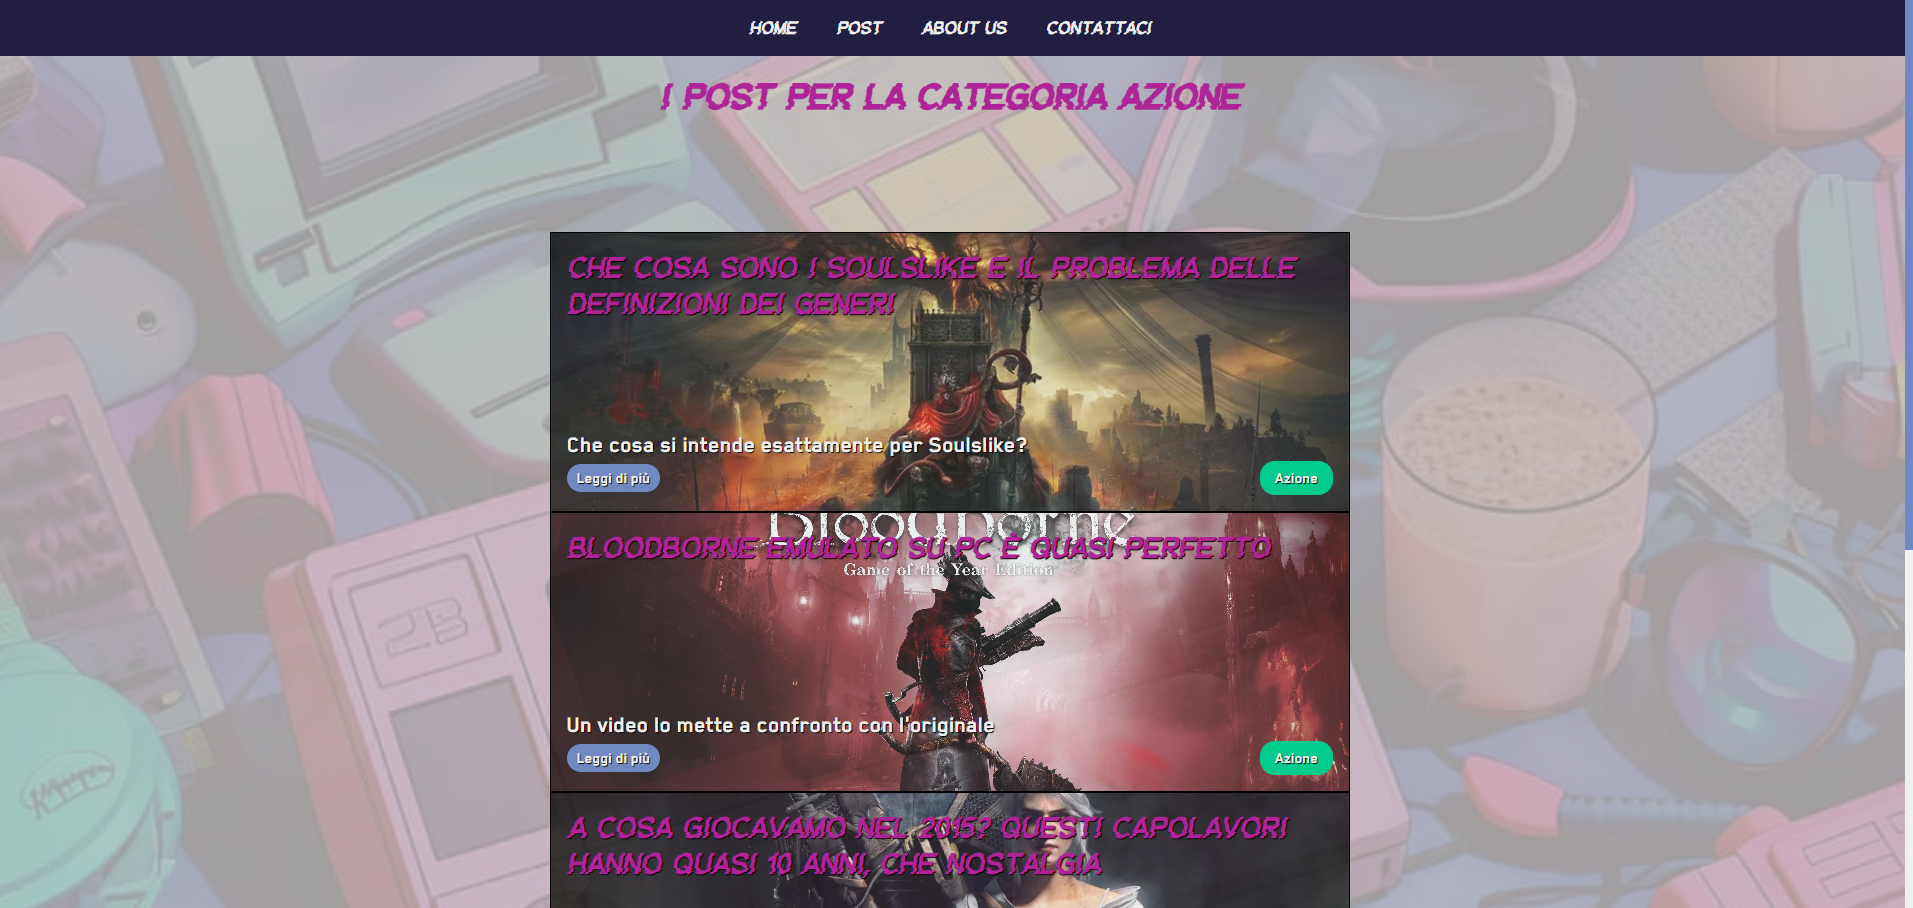 HOME POST ABOUT US CONTATTACI
I POST PER LA CATEGORIA AZIONE
CHE COSA SONO I SOULSLIKE E IL PROBLEMA DELLE
DEFINIZIONI DEI GENERI
Che cosa si intende esattamente per Soulslike?
Leggi di più
Azione
Bloodborne
BLOODBORNE EMULATO SU PC È QUASI PERFETTO
Game of the Year Edition
Un video lo mette a confronto con l'originale
Leggi di più
Azione
A COSA GIOCAVAMO NEL 2015? QUESTI CAPOLAVORI
HANNO QUASI 10 ANNI, CHE NOSTALGIA